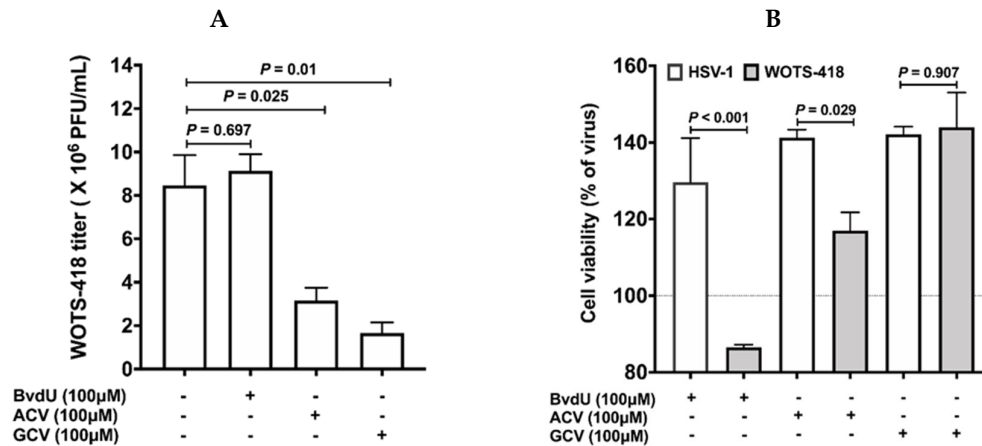 A
WOTS-418 titer ( X 10⁶ PFU/mL)
14
12
10
8
6
4
2
0
P = 0.01
P = 0.025
P = 0.697
BvdU (100µM) - + - -
ACV (100µM) - - + -
GCV (100µM) - - - +
B
Cell viability (% of virus)
160
140
120
100
80
HSV-1 WOTS-418
P = 0.907
P = 0.029
P < 0.001
BvdU (100µM) + + - - - -
ACV (100µM) - - + + - -
GCV (100µM) - - - - + +